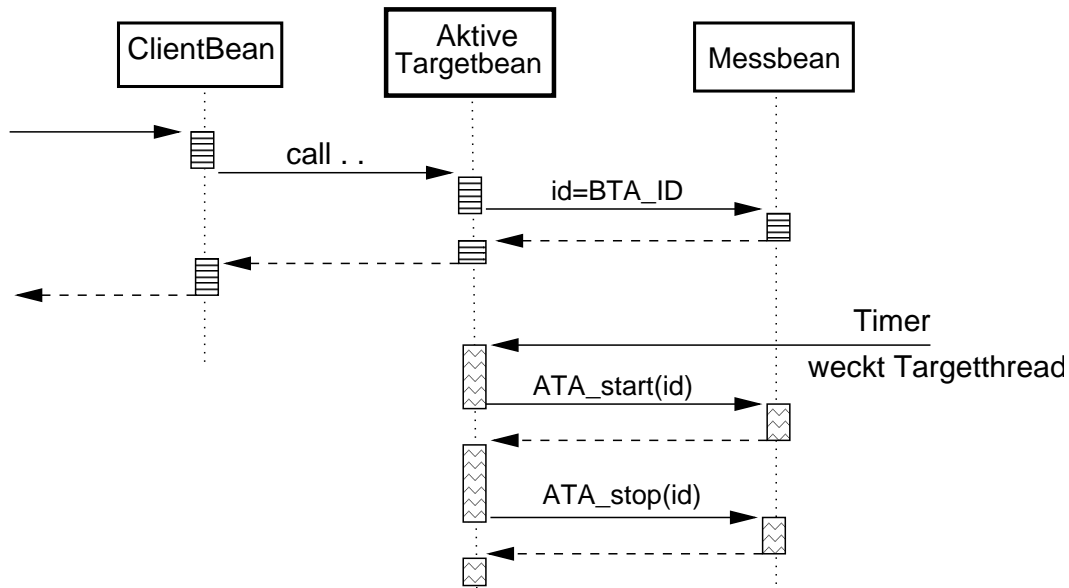 ClientBean
Aktive
Targetbean
Messbean
call . .
id=BTA_ID
Timer
weckt Targetthread
ATA_start(id)
ATA_stop(id)